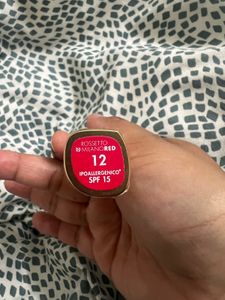 ROSSETTO
MILANO RED
12
IPOALLERGENICO*
SPF 15